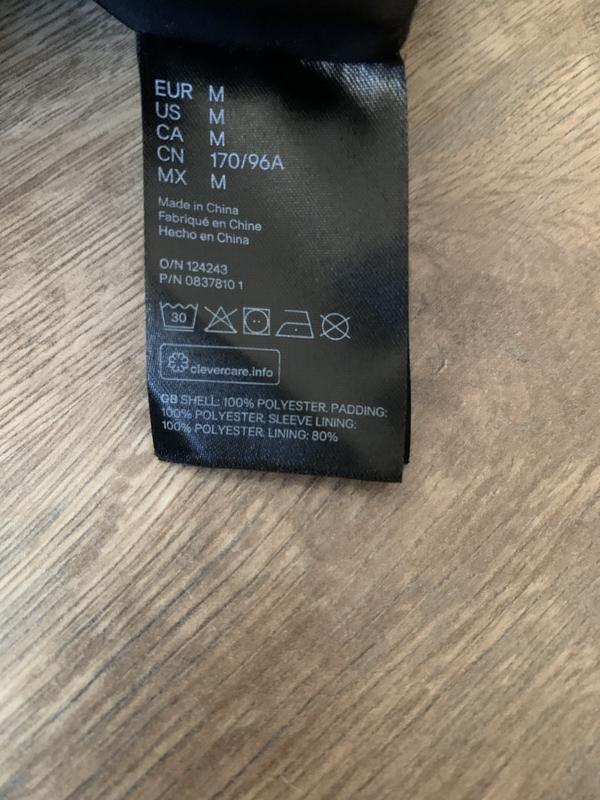 EUR M
US M
CA M
CN 170/96A
MX M
Made in China
Fabriqué en Chine
Hecho en China
O/N 124243
P/N 0837810 1
30
clevercare.info
GB SHELL: 100% POLYESTER. PADDING:
100% POLYESTER. SLEEVE LINING:
100% POLYESTER. LINING: 80%